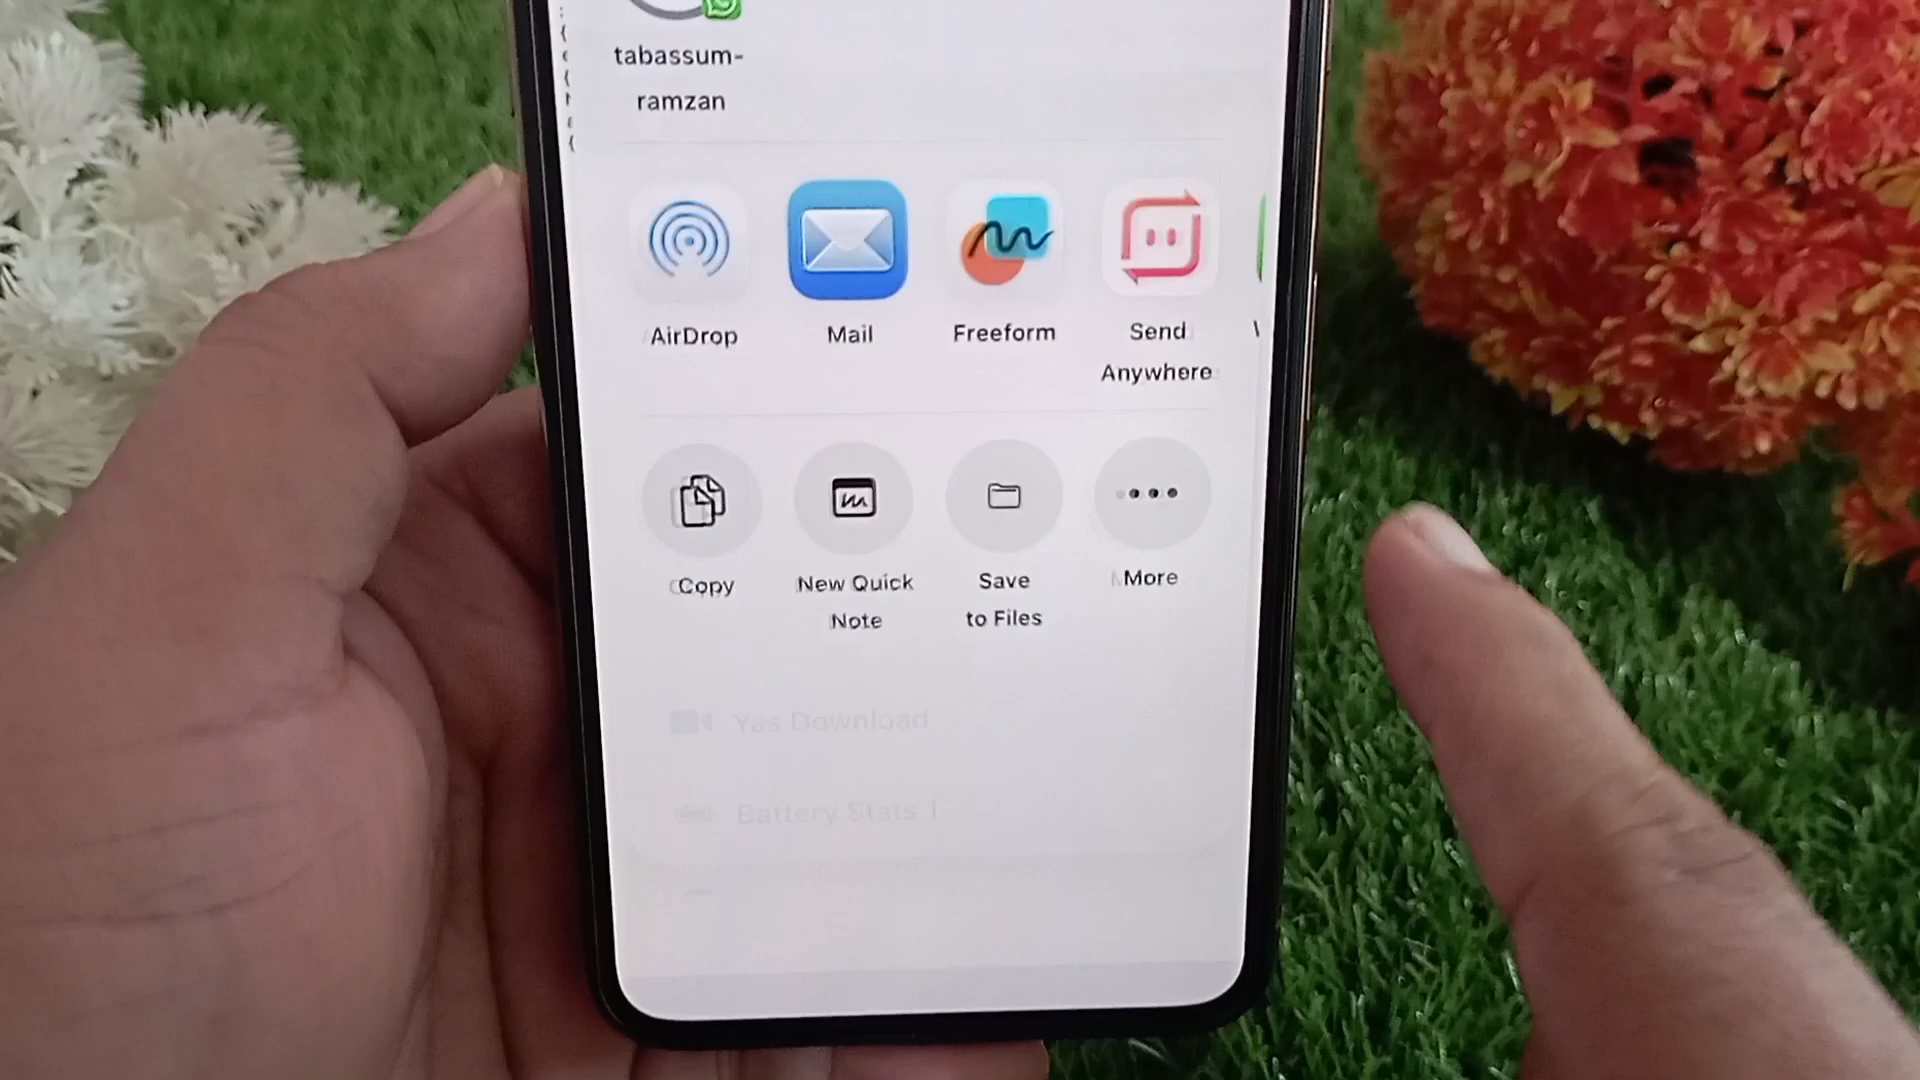 tabassum-
ramzan
AirDrop
Mail
Freeform
Send
Anywhere
Copy
New Quick
Note
Save
to Files
More
Yas Download
Battery Stats 1